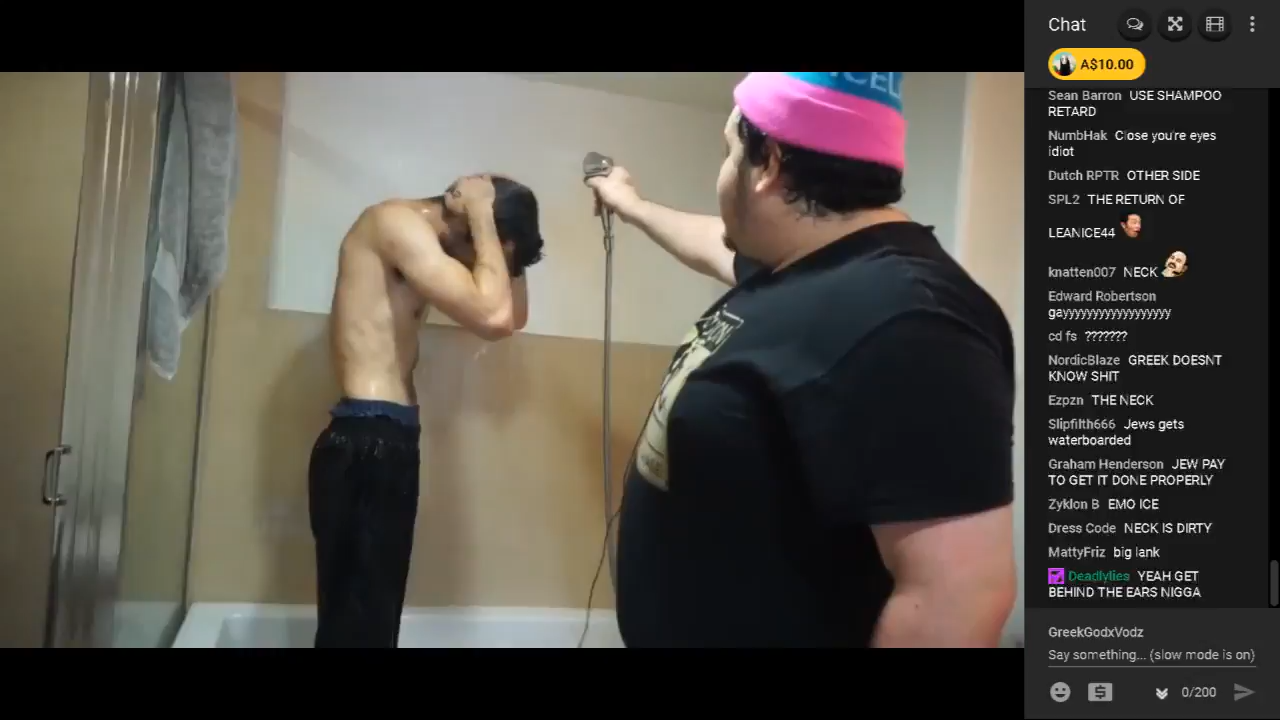 ICEL
Chat
A$10.00
Sean Barron USE SHAMPOO
RETARD
NumbHak Close you're eyes
idiot
Dutch RPTR OTHER SIDE
SPL2 THE RETURN OF
LEANICE44
knatten007 NECK
Edward Robertson
gayyyyyyyyyyyyyyyyyy
cd fs ???????
NordicBlaze GREEK DOESNT
KNOW SHIT
Ezpzn THE NECK
Slipfilth666 Jews gets
waterboarded
Graham Henderson JEW PAY
TO GET IT DONE PROPERLY
Zyklon B EMO ICE
Dress Code NECK IS DIRTY
MattyFriz big lank
Deadlylies YEAH GET
BEHIND THE EARS NIGGA
GreekGodxVodz
Say something... (slow mode is on)
0/200